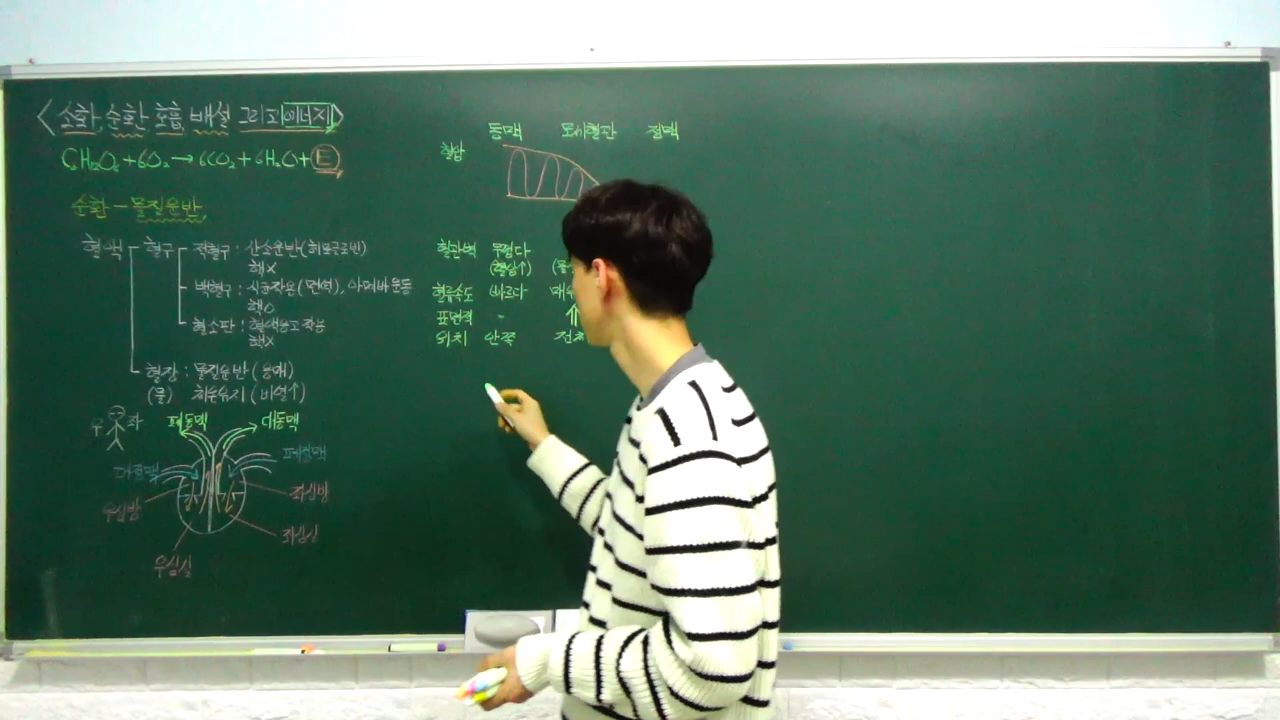 <소화, 순환, 호흡, 배설 그리고 에너지>
C₆H₁₂O₆+6O₂→6CO₂+6H₂O+E
순환 - 물질운반
혈액 혈구 적혈구 : 산소운반(헤모글로빈)
핵X
백혈구 : 식균작용(면역), 아메바운동
핵O
혈소판 : 혈액응고 작용
핵X
혈장 : 물질운반 (용매)
(물) 체온유지 (비열↑)
우 좌
폐동맥 대동맥
대정맥 폐정맥
우심방 좌심방
좌심실
우심실
동맥 모세혈관 정맥
혈압
혈관벽 두껍다
(탄성↑)
혈류속도 빠르다
표면적 - ⇑
위치 안쪽